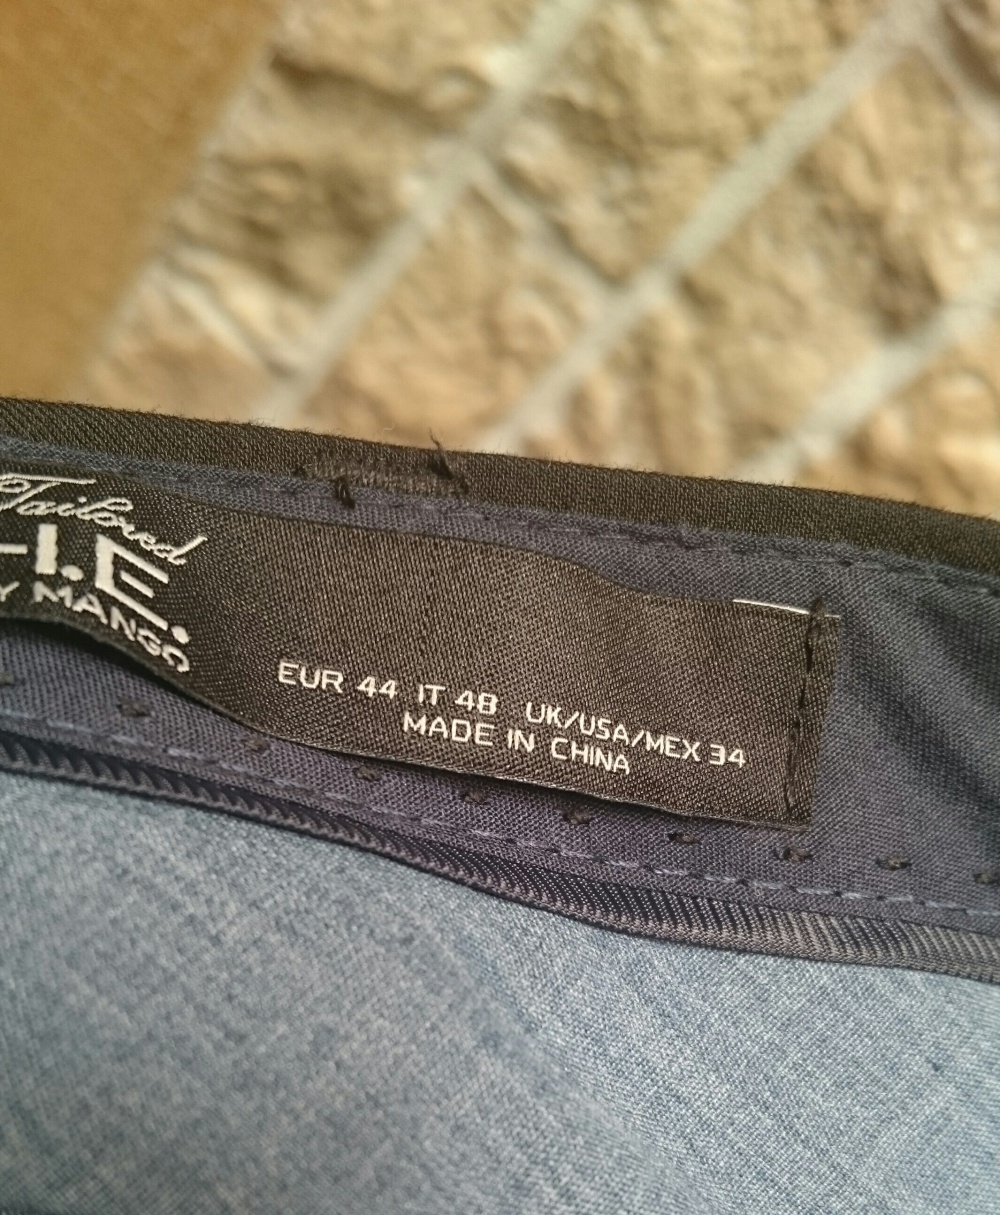 Tailored
I.E.
Y MANGO
EUR 44 IT 48 UK/USA/MEX 34
MADE IN CHINA